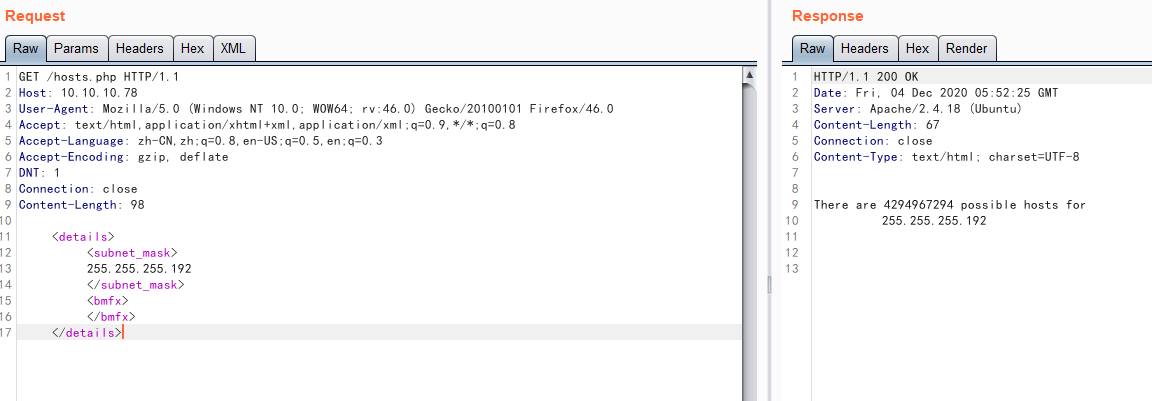 Request
Raw Params Headers Hex XML
1 GET /hosts.php HTTP/1.1
2 Host: 10.10.10.78
3 User-Agent: Mozilla/5.0 (Windows NT 10.0; WOW64; rv:46.0) Gecko/20100101 Firefox/46.0
4 Accept: text/html,application/xhtml+xml,application/xml;q=0.9,*/*;q=0.8
5 Accept-Language: zh-CN,zh;q=0.8,en-US;q=0.5,en;q=0.3
6 Accept-Encoding: gzip, deflate
7 DNT: 1
8 Connection: close
9 Content-Length: 98
10
11 <details>
12 <subnet_mask>
13 255.255.255.192
14 </subnet_mask>
15 <bmfx>
16 </bmfx>
17 </details>
Response
Raw Headers Hex Render
1 HTTP/1.1 200 OK
2 Date: Fri, 04 Dec 2020 05:52:25 GMT
3 Server: Apache/2.4.18 (Ubuntu)
4 Content-Length: 67
5 Connection: close
6 Content-Type: text/html; charset=UTF-8
7
8
9 There are 4294967294 possible hosts for
10 255.255.255.192
11
12
13